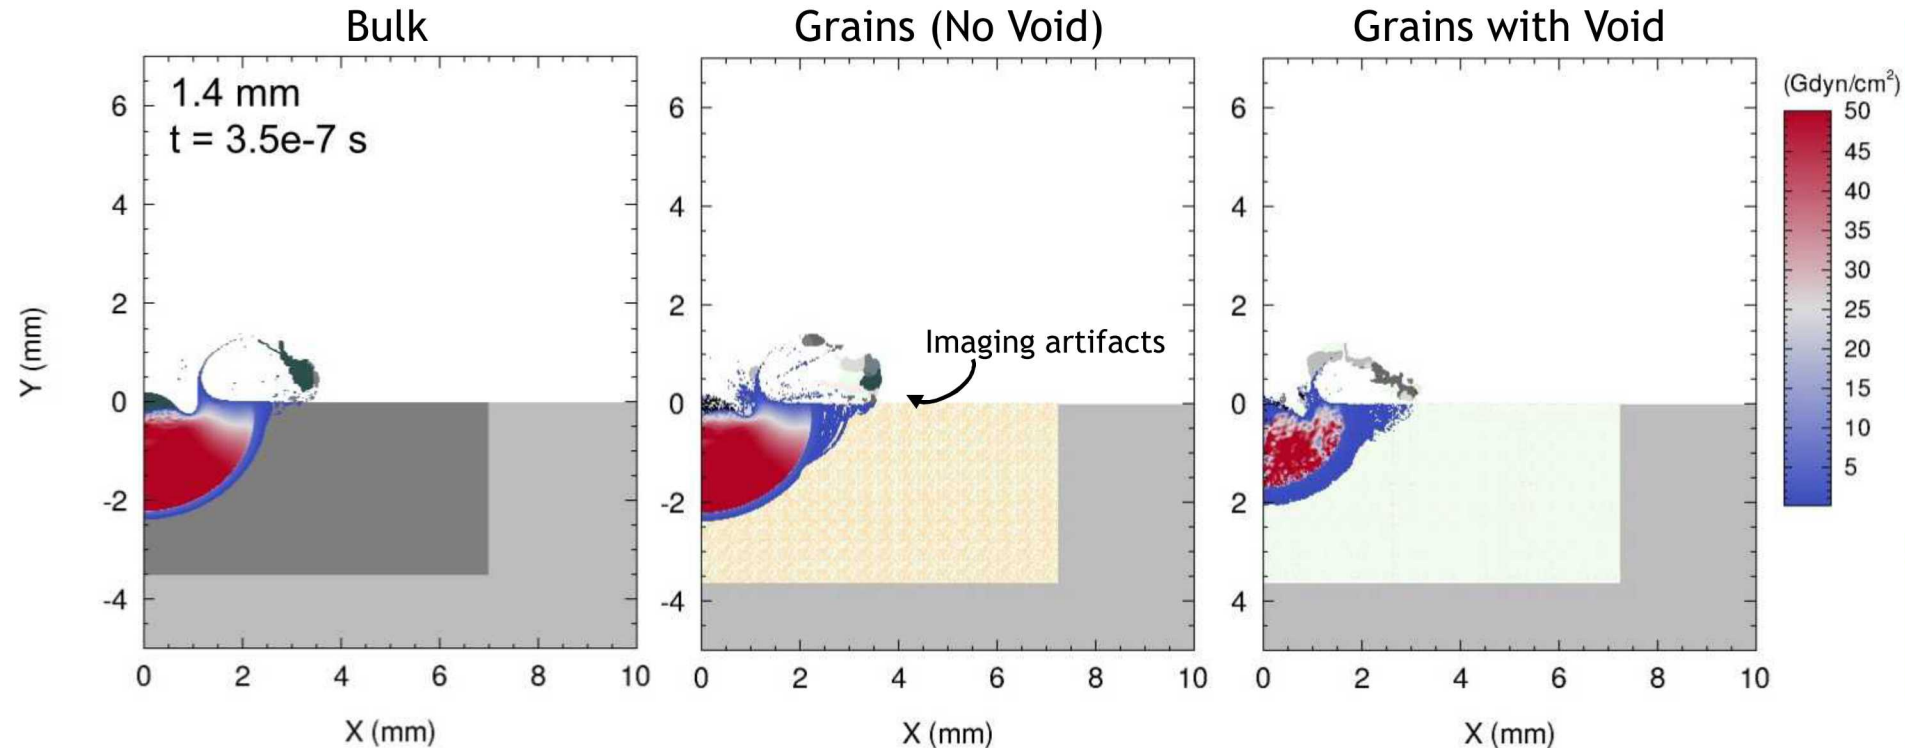 Bulk
Grains (No Void)
Grains with Void
1.4 mm
t = 3.5e-7 s
Imaging artifacts
(Gdyn/cm²)
50
45
40
35
30
25
20
15
10
5
Y (mm)
6
4
2
0
-2
-4
6
4
2
0
-2
-4
6
4
2
0
2
4
0 2 4 6 8 10
0 2 4 6 8 10
0 2 4 6 8 10
X (mm)
X (mm)
X (mm)